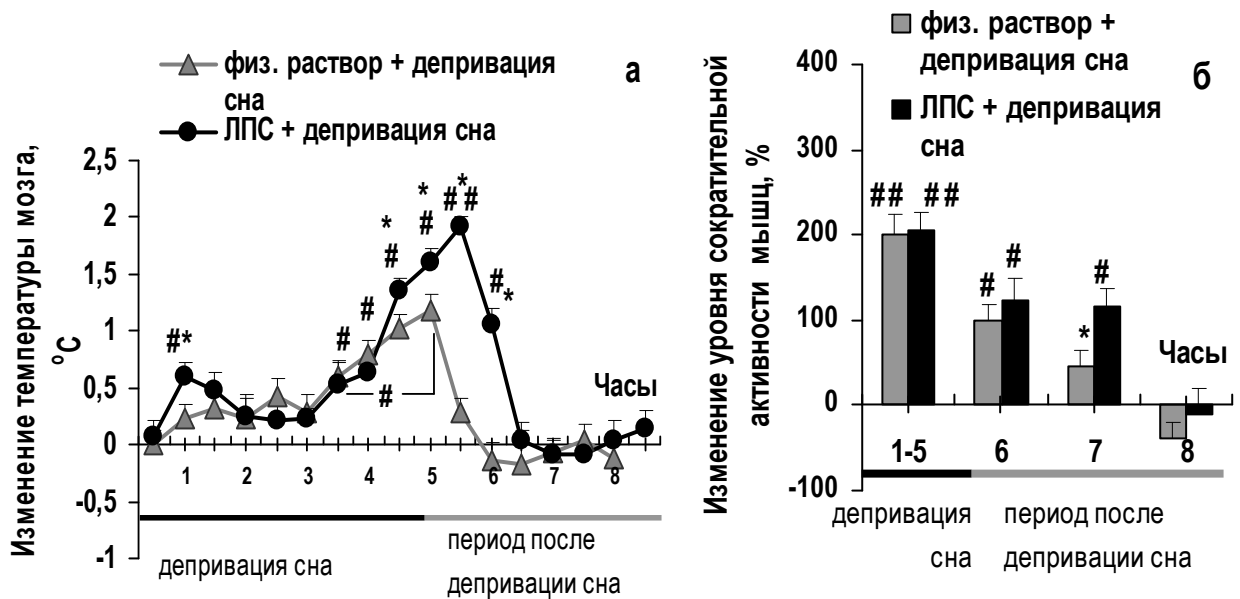 физ. раствор + депривация
сна
ЛПС + депривация сна
а
Изменение температуры мозга,
оС
2,5
2
1,5
1
0,5
0
-0,5
-1
#*
#
#
*
#
*
#
*
##
#
*
#
Часы
1 2 3 4 5 6 7 8
депривация сна
период после
депривации сна
физ. раствор +
депривация сна
ЛПС + депривация
сна
б
Изменение уровня сократительной
активности мышц, %
400
300
200
100
0
-100
## ##
#
#
*
#
Часы
1-5 6 7 8
депривация
сна
период после
депривации сна